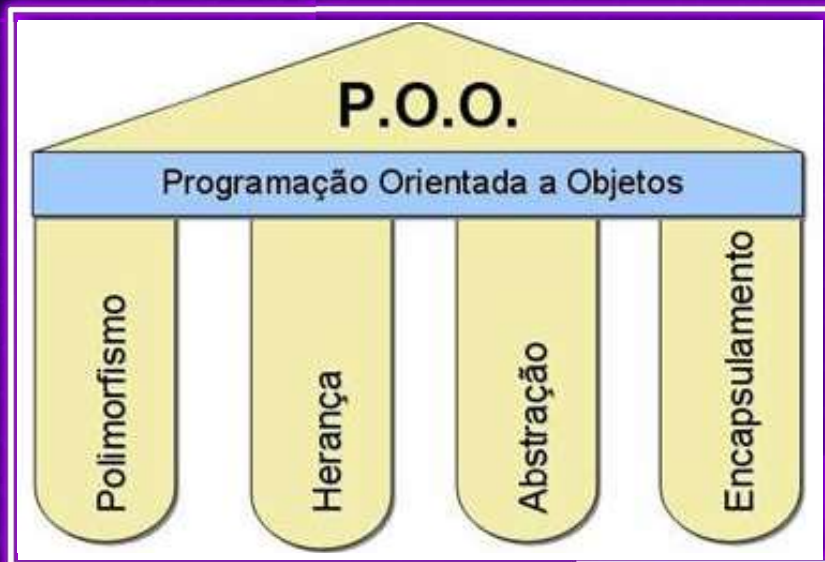 P.O.O.
Programação Orientada a Objetos
Polimorfismo
Herança
Abstração
Encapsulamento